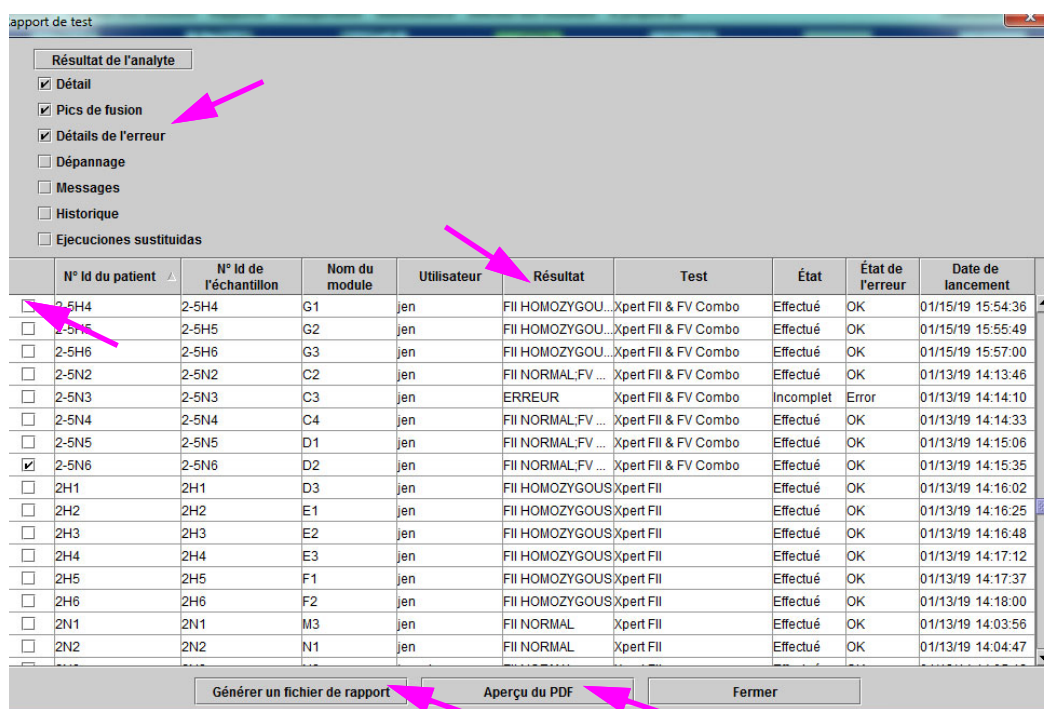 apport de test
Résultat de l'analyte
Détail
Pics de fusion
Détails de l'erreur
Dépannage
Messages
Historique
Ejecuciones sustituidas
N° Id du patient N° Id de l'échantillon Nom du module Utilisateur Résultat Test État État de l'erreur Date de lancement
2-5H4 2-5H4 G1 jen FII HOMOZYGOU... Xpert FII & FV Combo Effectué OK 01/15/19 15:54:36
2-5H5 2-5H5 G2 jen FII HOMOZYGOU... Xpert FII & FV Combo Effectué OK 01/15/19 15:55:49
2-5H6 2-5H6 G3 jen FII HOMOZYGOU... Xpert FII & FV Combo Effectué OK 01/15/19 15:57:00
2-5N2 2-5N2 C2 jen FII NORMAL;FV ... Xpert FII & FV Combo Effectué OK 01/13/19 14:13:46
2-5N3 2-5N3 C3 jen ERREUR Xpert FII & FV Combo Incomplet Error 01/13/19 14:14:10
2-5N4 2-5N4 C4 jen FII NORMAL;FV ... Xpert FII & FV Combo Effectué OK 01/13/19 14:14:33
2-5N5 2-5N5 D1 jen FII NORMAL;FV ... Xpert FII & FV Combo Effectué OK 01/13/19 14:15:06
2-5N6 2-5N6 D2 jen FII NORMAL;FV ... Xpert FII & FV Combo Effectué OK 01/13/19 14:15:35
2H1 2H1 D3 jen FII HOMOZYGOUS Xpert FII Effectué OK 01/13/19 14:16:02
2H2 2H2 E1 jen FII HOMOZYGOUS Xpert FII Effectué OK 01/13/19 14:16:25
2H3 2H3 E2 jen FII HOMOZYGOUS Xpert FII Effectué OK 01/13/19 14:16:48
2H4 2H4 E3 jen FII HOMOZYGOUS Xpert FII Effectué OK 01/13/19 14:17:12
2H5 2H5 F1 jen FII HOMOZYGOUS Xpert FII Effectué OK 01/13/19 14:17:37
2H6 2H6 F2 jen FII HOMOZYGOUS Xpert FII Effectué OK 01/13/19 14:18:00
2N1 2N1 M3 jen FII NORMAL Xpert FII Effectué OK 01/13/19 14:03:56
2N2 2N2 N1 jen FII NORMAL Xpert FII Effectué OK 01/13/19 14:04:47
Générer un fichier de rapport Aperçu du PDF Fermer